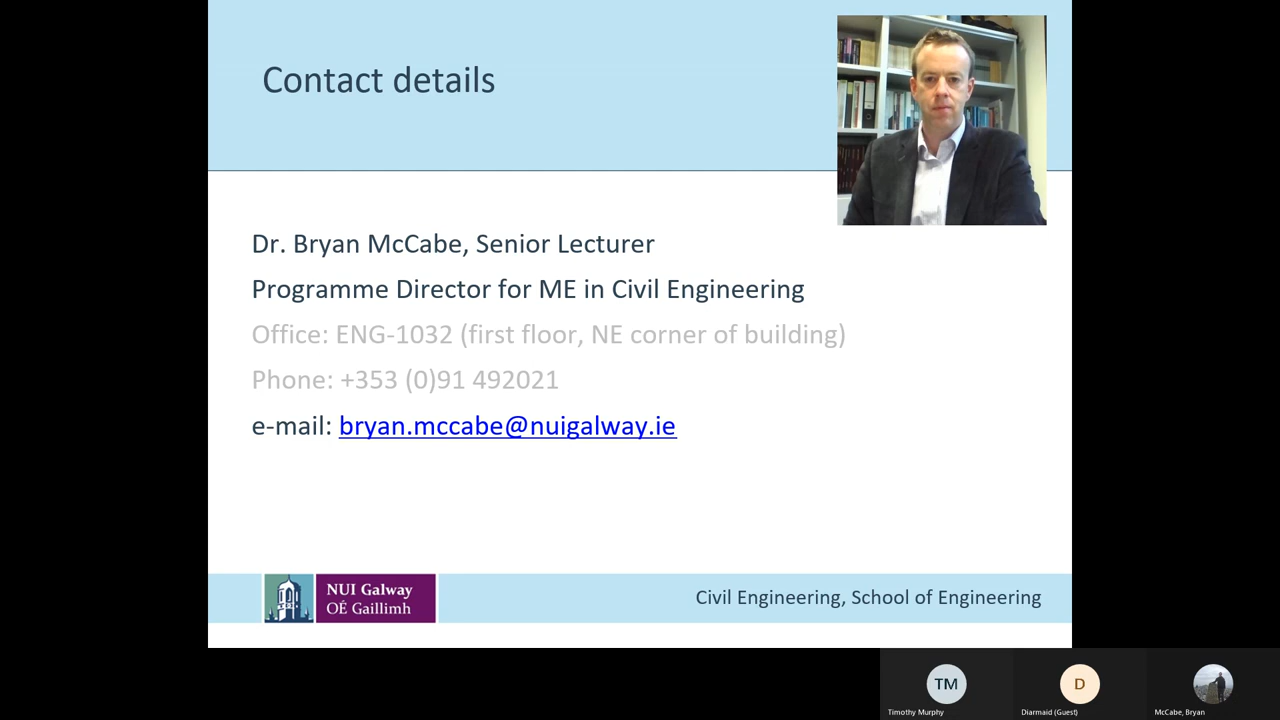 Contact details
Dr. Bryan McCabe, Senior Lecturer
Programme Director for ME in Civil Engineering
Office: ENG-1032 (first floor, NE corner of building)
Phone: +353 (0)91 492021
e-mail: bryan.mccabe@nuigalway.ie
NUI Galway
OÉ Gaillimh
Civil Engineering, School of Engineering
TM
D
Timothy Murphy
Diarmaid (Guest)
McCabe, Bryan